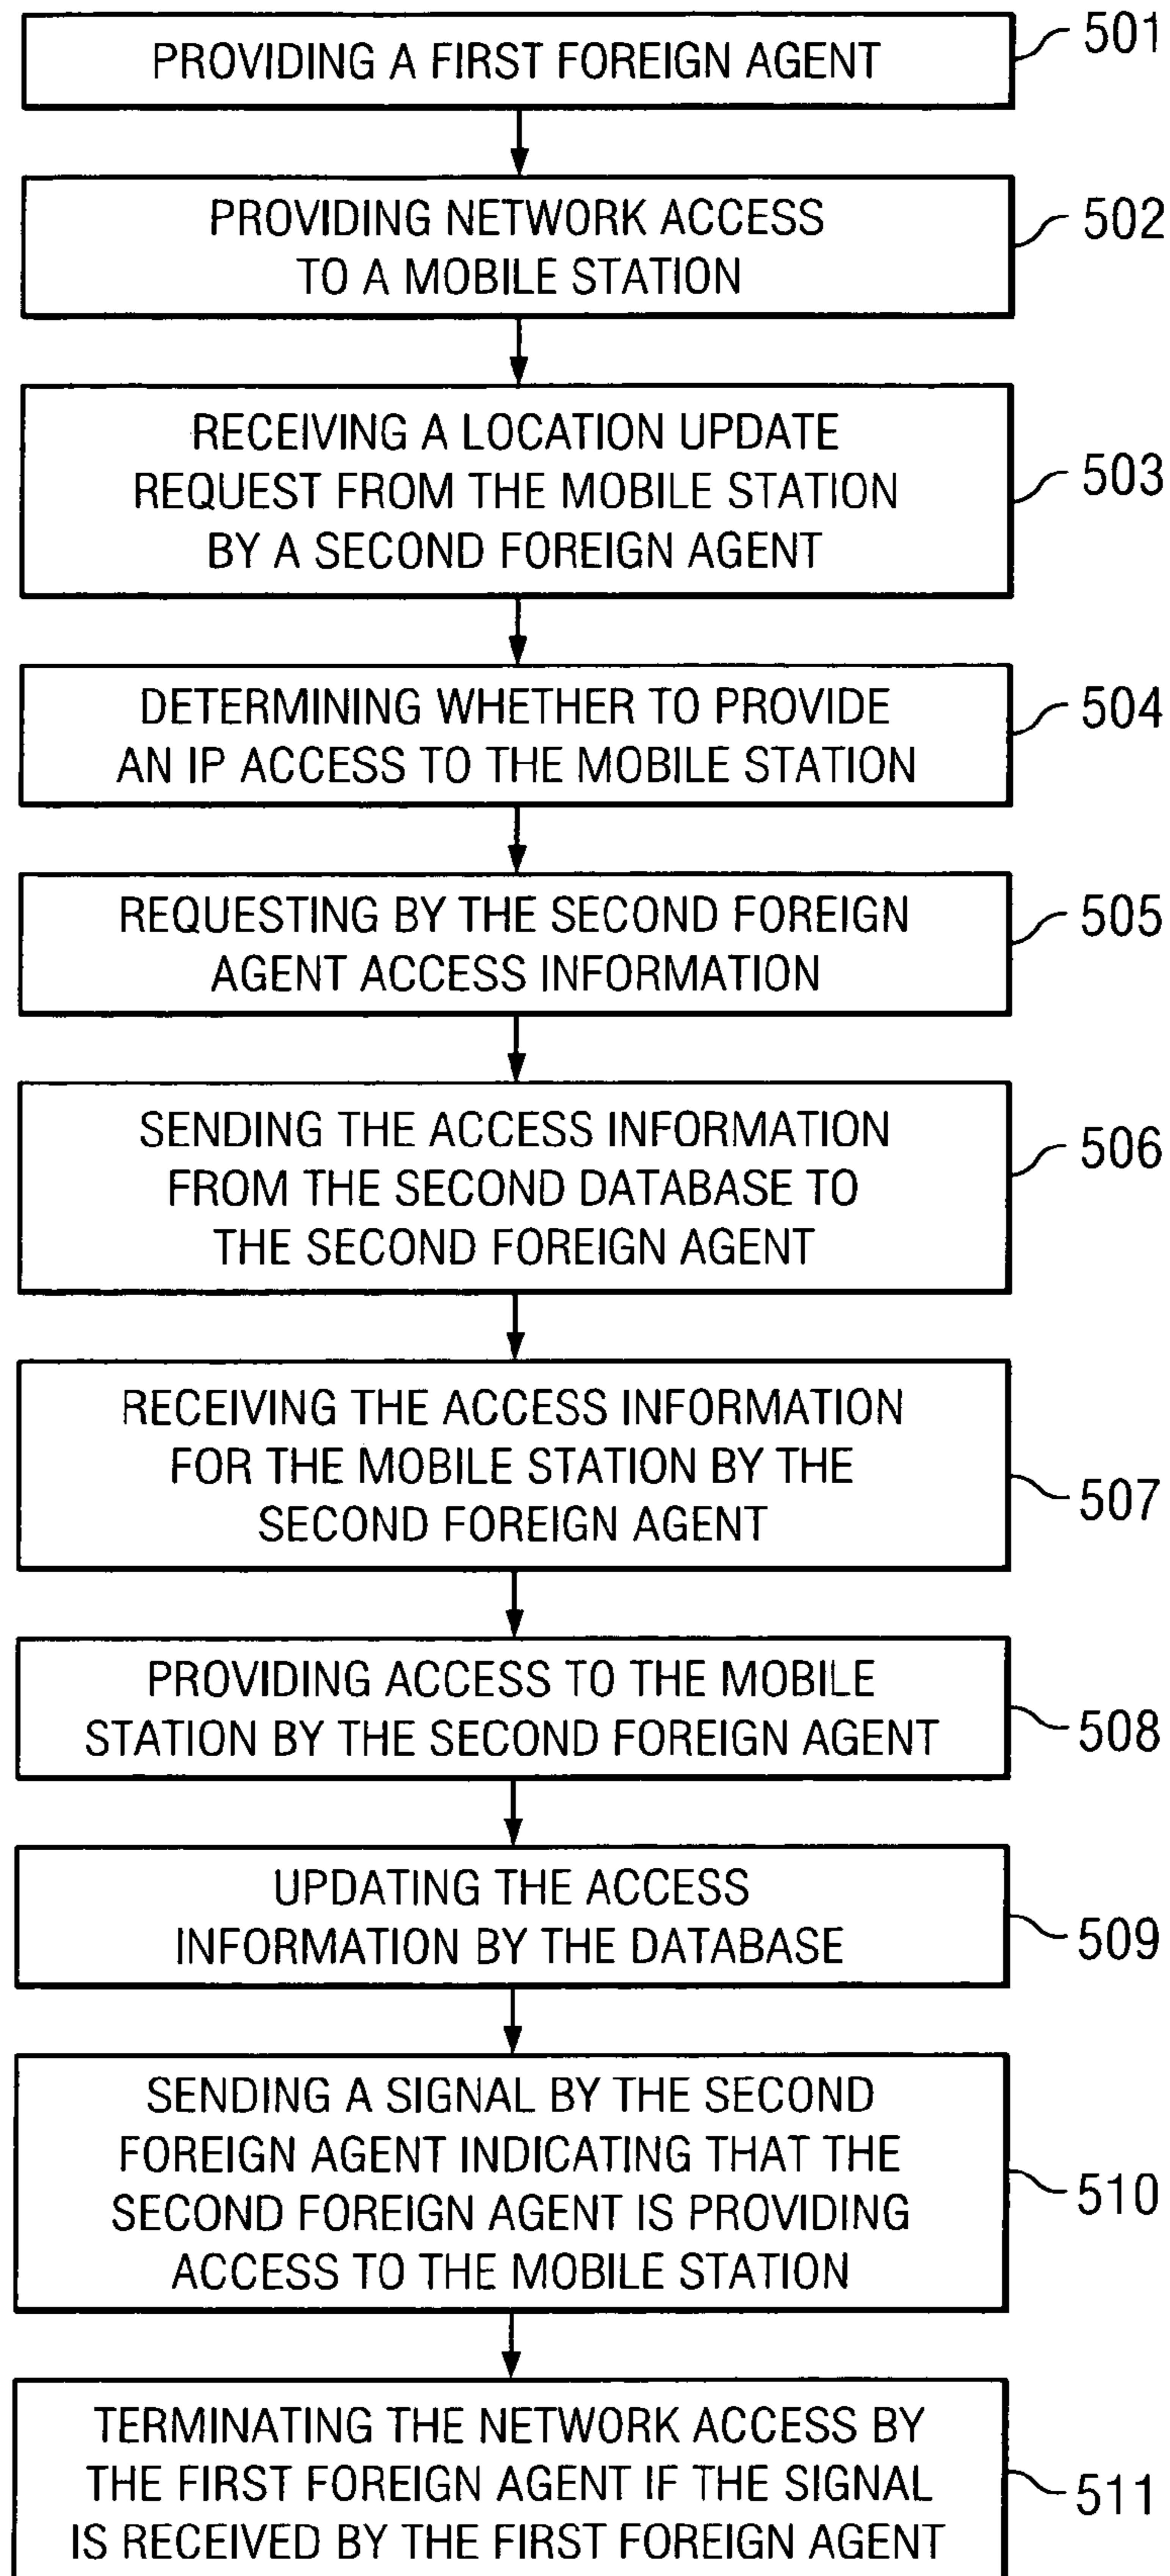 PROVIDING A FIRST FOREIGN AGENT
501
PROVIDING NETWORK ACCESS
TO A MOBILE STATION
502
RECEIVING A LOCATION UPDATE
REQUEST FROM THE MOBILE STATION
BY A SECOND FOREIGN AGENT
503
DETERMINING WHETHER TO PROVIDE
AN IP ACCESS TO THE MOBILE STATION
504
REQUESTING BY THE SECOND FOREIGN
AGENT ACCESS INFORMATION
505
SENDING THE ACCESS INFORMATION
FROM THE SECOND DATABASE TO
THE SECOND FOREIGN AGENT
506
RECEIVING THE ACCESS INFORMATION
FOR THE MOBILE STATION BY THE
SECOND FOREIGN AGENT
507
PROVIDING ACCESS TO THE MOBILE
STATION BY THE SECOND FOREIGN AGENT
508
UPDATING THE ACCESS
INFORMATION BY THE DATABASE
509
SENDING A SIGNAL BY THE SECOND
FOREIGN AGENT INDICATING THAT THE
SECOND FOREIGN AGENT IS PROVIDING
ACCESS TO THE MOBILE STATION
510
TERMINATING THE NETWORK ACCESS BY
THE FIRST FOREIGN AGENT IF THE SIGNAL
IS RECEIVED BY THE FIRST FOREIGN AGENT
511